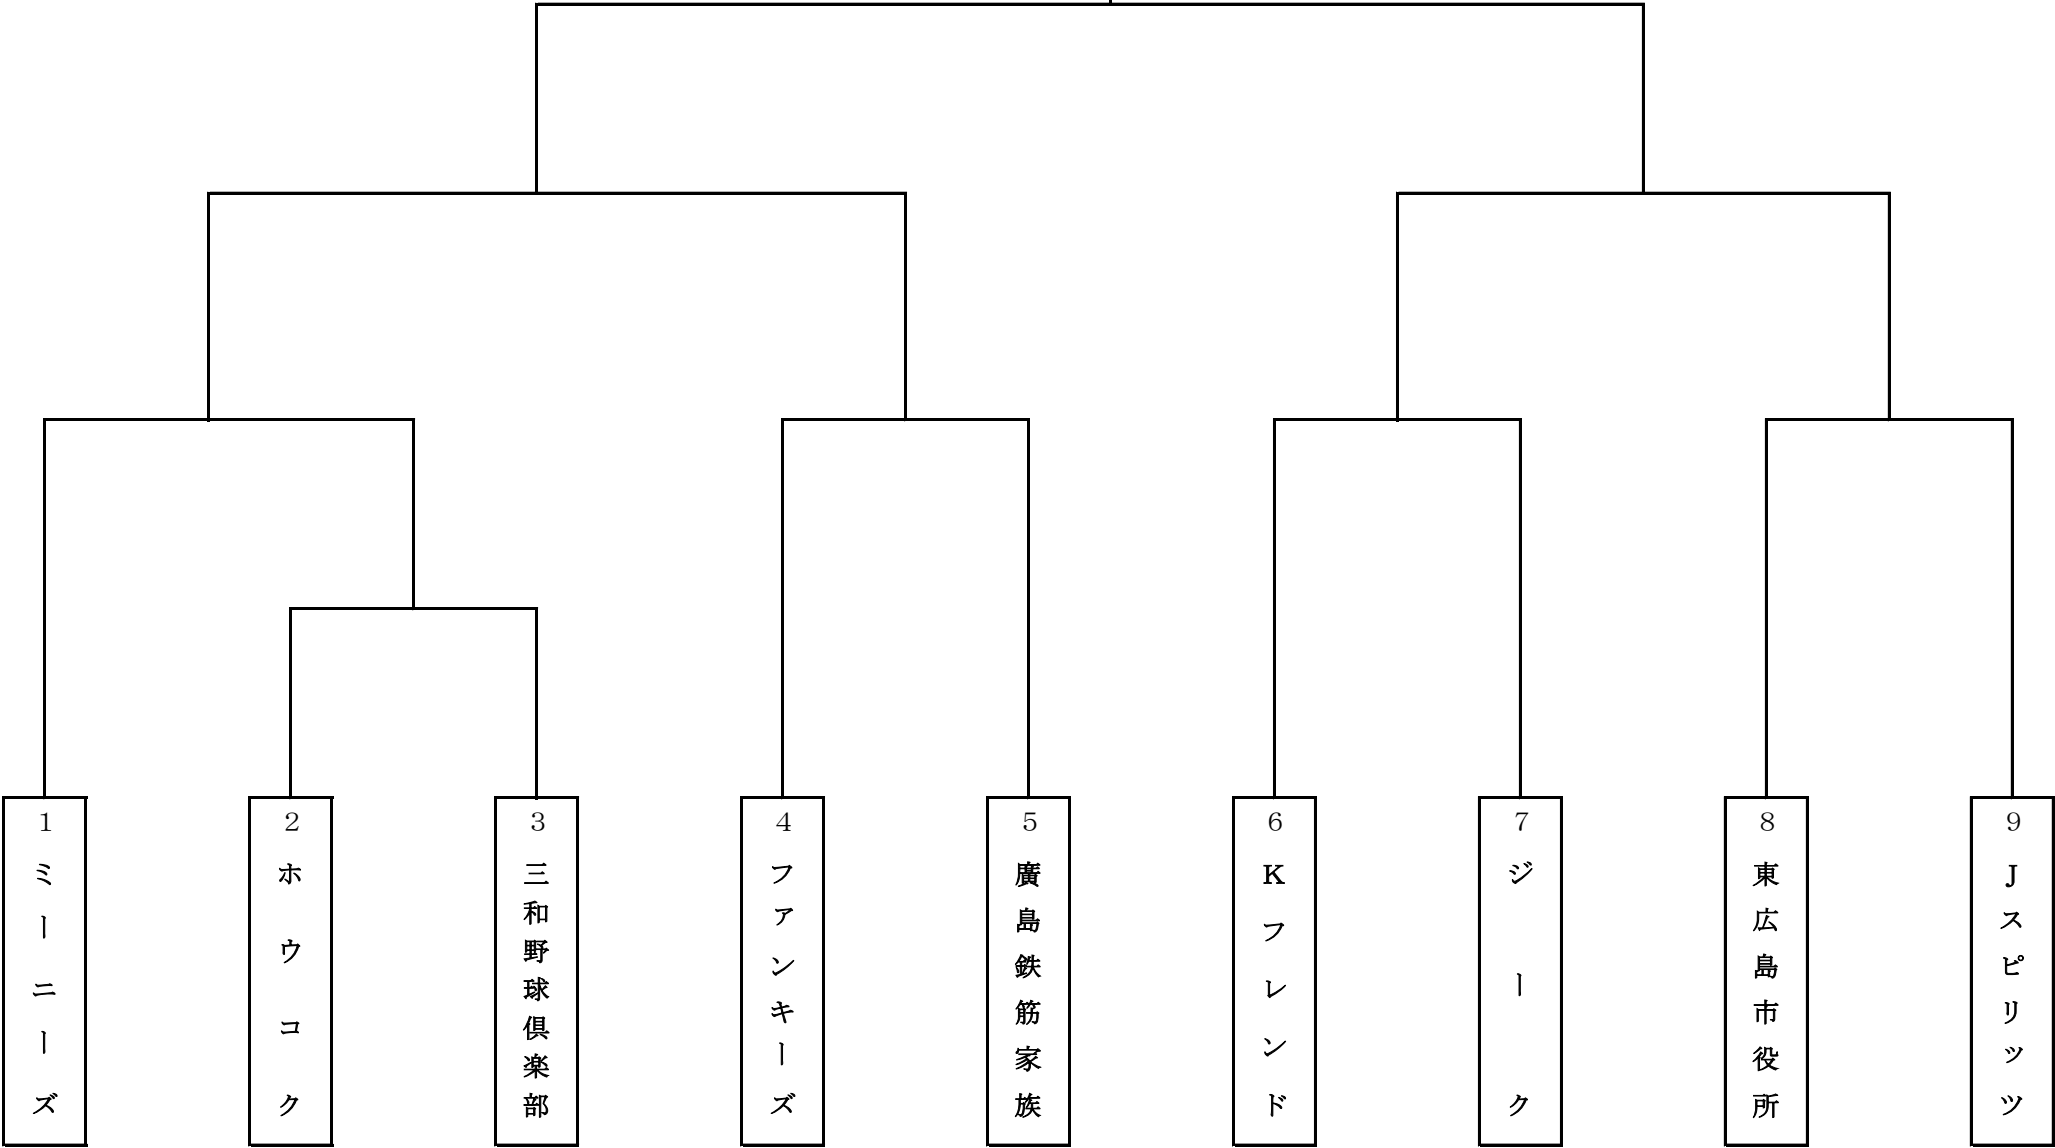 １
ミーニーズ
２
ホウコク
３
三和野球倶楽部
４
ファンキーズ
５
廣島鉄筋家族
６
Kフレンド
７
ジーク
８
東広島市役所
９
Jスピリッツ